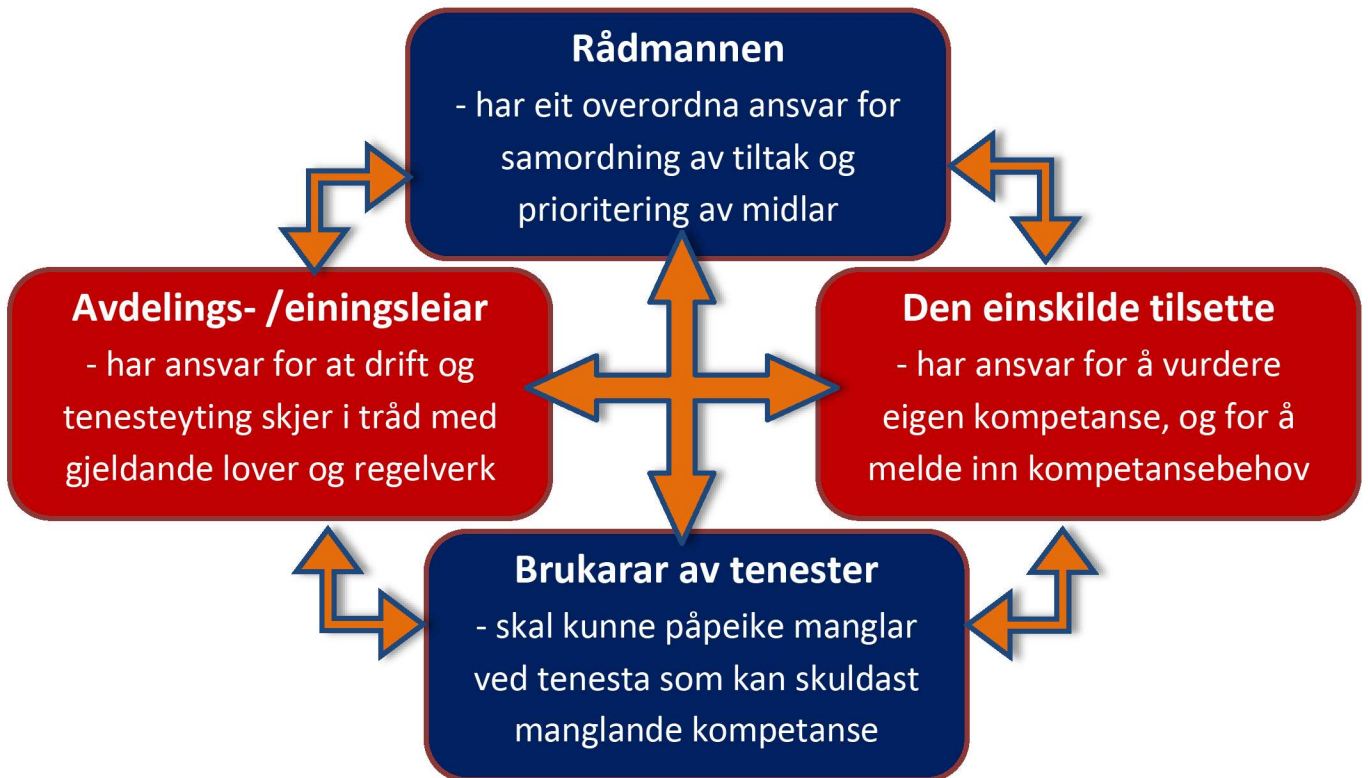 Rådmannen
- har eit overordna ansvar for
samordning av tiltak og
prioritering av midlar
Avdelings- /einingsleiar
- har ansvar for at drift og
tenesteyting skjer i tråd med
gjeldande lover og regelverk
Den einskilde tilsette
- har ansvar for å vurdere
eigen kompetanse, og for å
melde inn kompetansebehov
Brukarar av tenester
- skal kunne påpeike manglar
ved tenesta som kan skuldast
manglande kompetanse